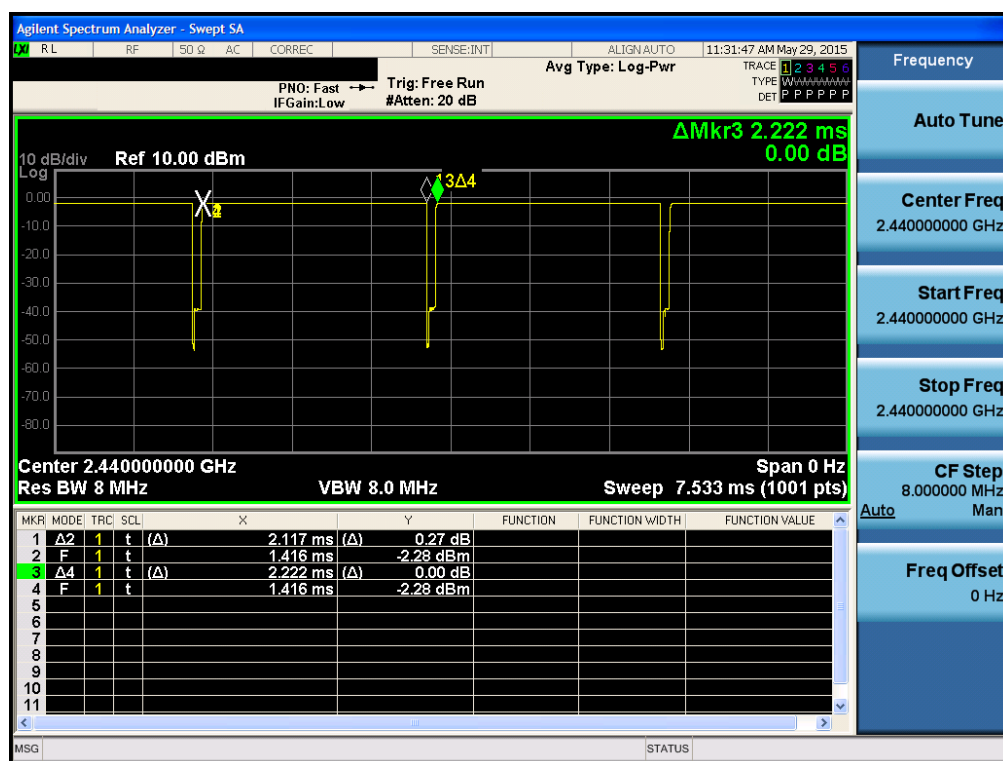 Agilent Spectrum Analyzer - Swept SA
LXI RL RF 50 Ω AC CORREC SENSE:INT ALIGN AUTO 11:31:47 AM May 29, 2015
Frequency
Avg Type: Log-Pwr TRACE 1 2 3 4 5 6
PNO: Fast Trig: Free Run TYPE WWWWWW
IFGain:Low #Atten: 20 dB DET P P P P P P
Auto Tune
ΔMkr3 2.222 ms
10 dB/div Ref 10.00 dBm 0.00 dB
Log
3Δ4
0.00
-10.0
-20.0
-30.0
-40.0
-50.0
-60.0
-70.0
-80.0
Center Freq
2.440000000 GHz
Start Freq
2.440000000 GHz
Stop Freq
2.440000000 GHz
Center 2.440000000 GHz Span 0 Hz
Res BW 8 MHz VBW 8.0 MHz Sweep 7.533 ms (1001 pts)
CF Step
8.000000 MHz
Auto Man
MKR MODE TRC SCL X Y FUNCTION FUNCTION WIDTH FUNCTION VALUE
1 Δ2 1 t (Δ) 2.117 ms (Δ) 0.27 dB
2 F 1 t 1.416 ms -2.28 dBm
3 Δ4 1 t (Δ) 2.222 ms (Δ) 0.00 dB
4 F 1 t 1.416 ms -2.28 dBm
5
6
7
8
9
10
11
Freq Offset
0 Hz
MSG STATUS